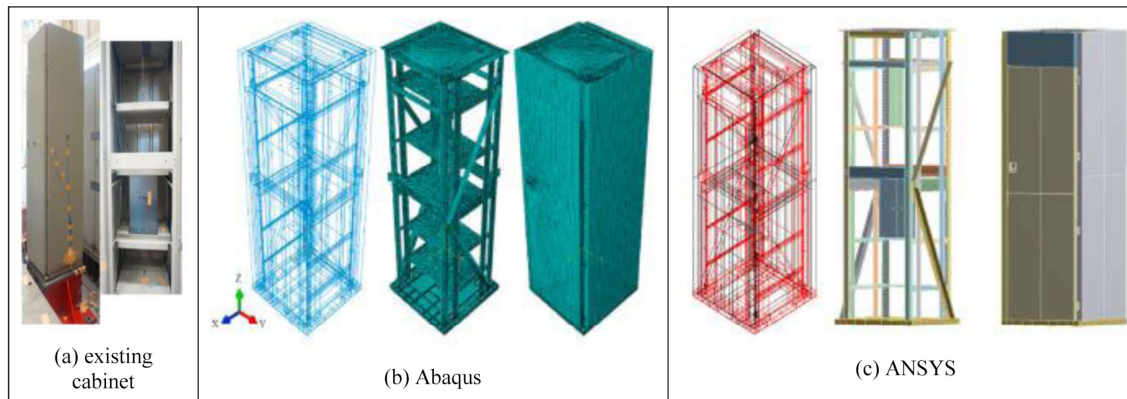 Z
X
Y
(a) existing
cabinet
(b) Abaqus
(c) ANSYS